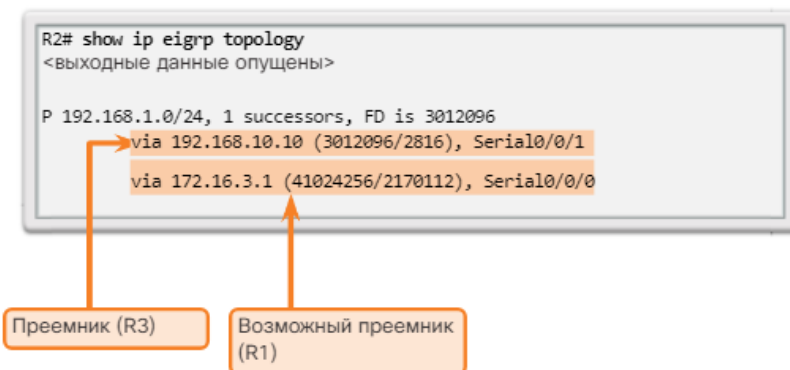 R2# show ip eigrp topology
<выходные данные опущены>
P 192.168.1.0/24, 1 successors, FD is 3012096
via 192.168.10.10 (3012096/2816), Serial0/0/1
via 172.16.3.1 (41024256/2170112), Serial0/0/0
Преемник (R3)
Возможный преемник
(R1)